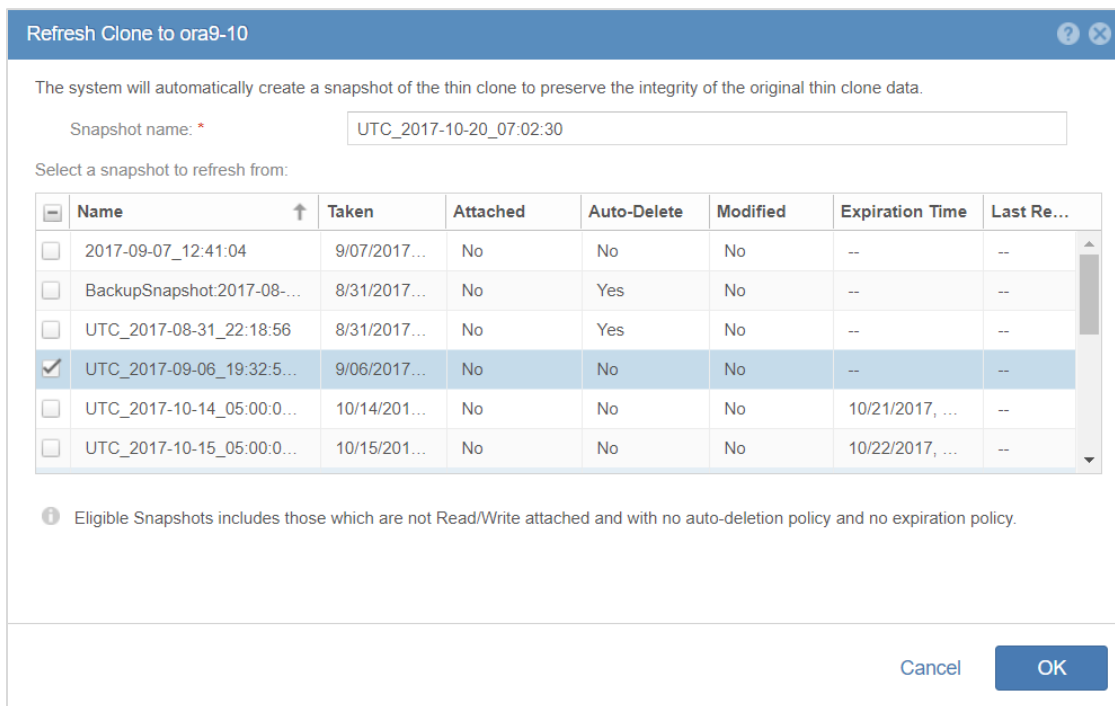 Refresh Clone to ora9-10
The system will automatically create a snapshot of the thin clone to preserve the integrity of the original thin clone data.
Snapshot name: * UTC_2017-10-20_07:02:30
Select a snapshot to refresh from:
Name Taken Attached Auto-Delete Modified Expiration Time Last Re...
2017-09-07_12:41:04 9/07/2017... No No No -- --
BackupSnapshot:2017-08-... 8/31/2017... No Yes No -- --
UTC_2017-08-31_22:18:56 8/31/2017... No Yes No -- --
UTC_2017-09-06_19:32:5... 9/06/2017... No No No -- --
UTC_2017-10-14_05:00:0... 10/14/201... No No No 10/21/2017, ... --
UTC_2017-10-15_05:00:0... 10/15/201... No No No 10/22/2017, ... --
Eligible Snapshots includes those which are not Read/Write attached and with no auto-deletion policy and no expiration policy.
Cancel OK